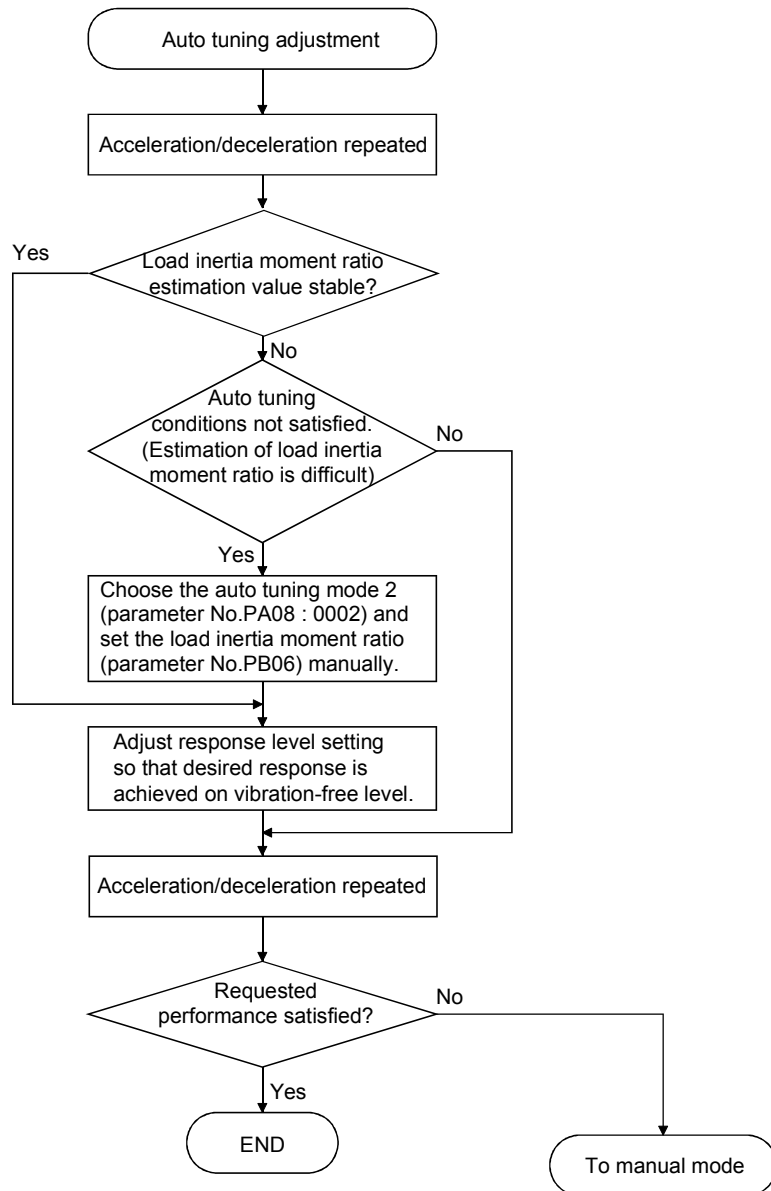 Auto tuning adjustment
Acceleration/deceleration repeated
Yes
Load inertia moment ratio
estimation value stable?
No
Auto tuning
conditions not satisfied.
(Estimation of load inertia
moment ratio is difficult)
No
Yes
Choose the auto tuning mode 2
(parameter No.PA08 : 0002) and
set the load inertia moment ratio
(parameter No.PB06) manually.
Adjust response level setting
so that desired response is
achieved on vibration-free level.
Acceleration/deceleration repeated
Requested
performance satisfied?
No
Yes
END
To manual mode